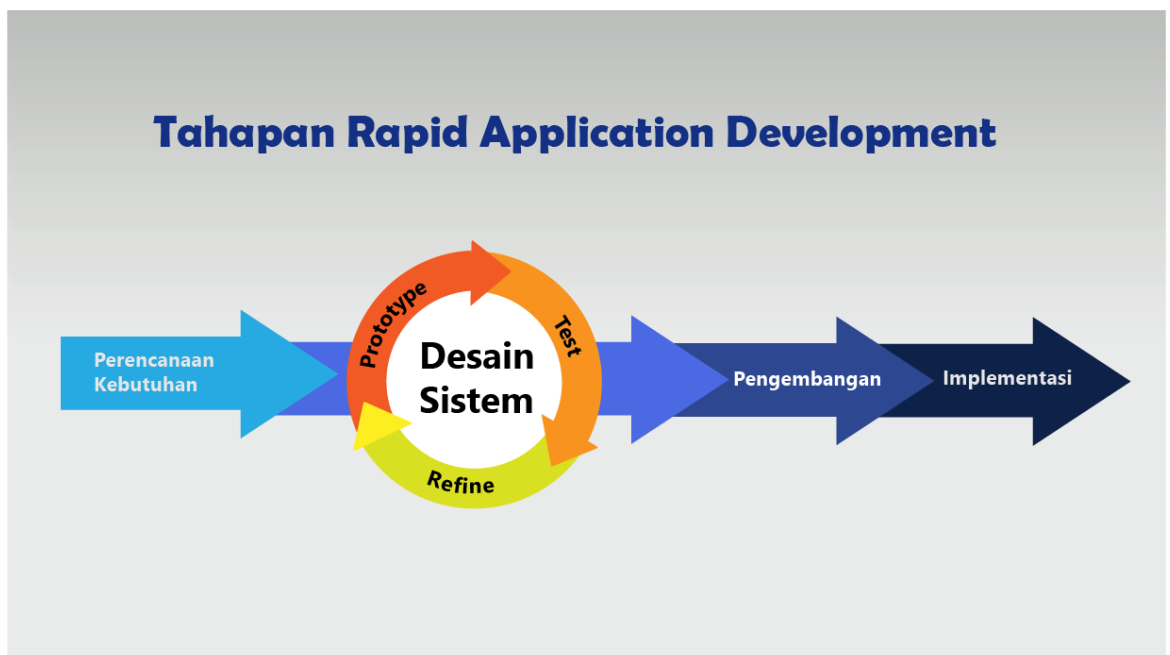 Tahapan Rapid Application Development
Perencanaan
Kebutuhan
Prototype
Test
Refine
Desain
Sistem
Pengembangan
Implementasi